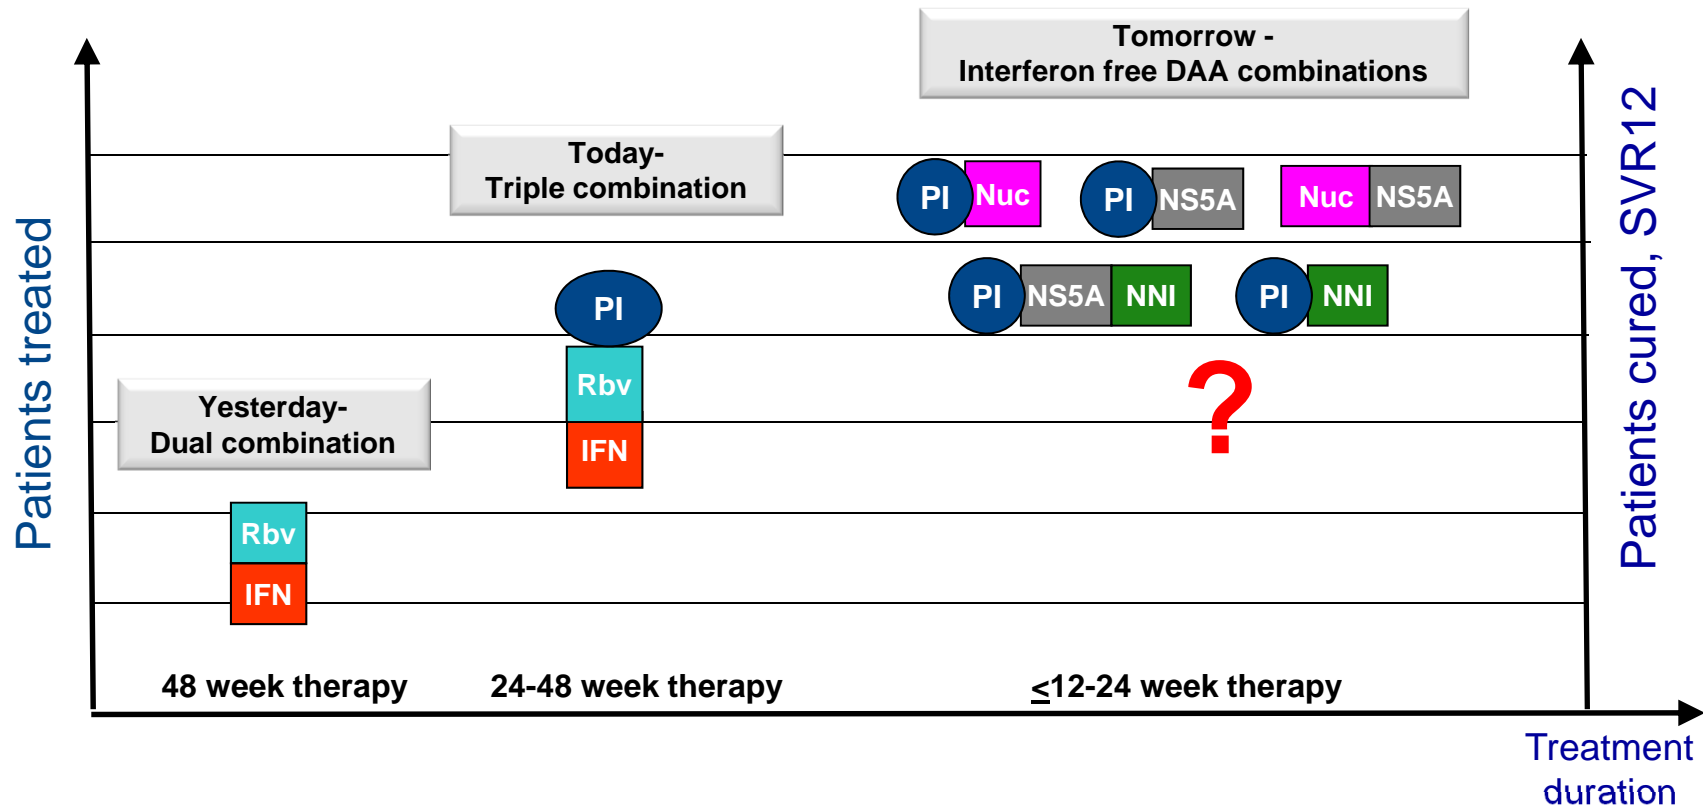 Tomorrow -
Interferon free DAA combinations
Today-
Triple combination
Yesterday-
Dual combination
Patients treated
Patients cured, SVR12
PI Nuc
PI NS5A
Nuc NS5A
PI NS5A NNI
PI NNI
PI
Rbv
IFN
?
Rbv
IFN
48 week therapy
24-48 week therapy
≤12-24 week therapy
Treatment
duration